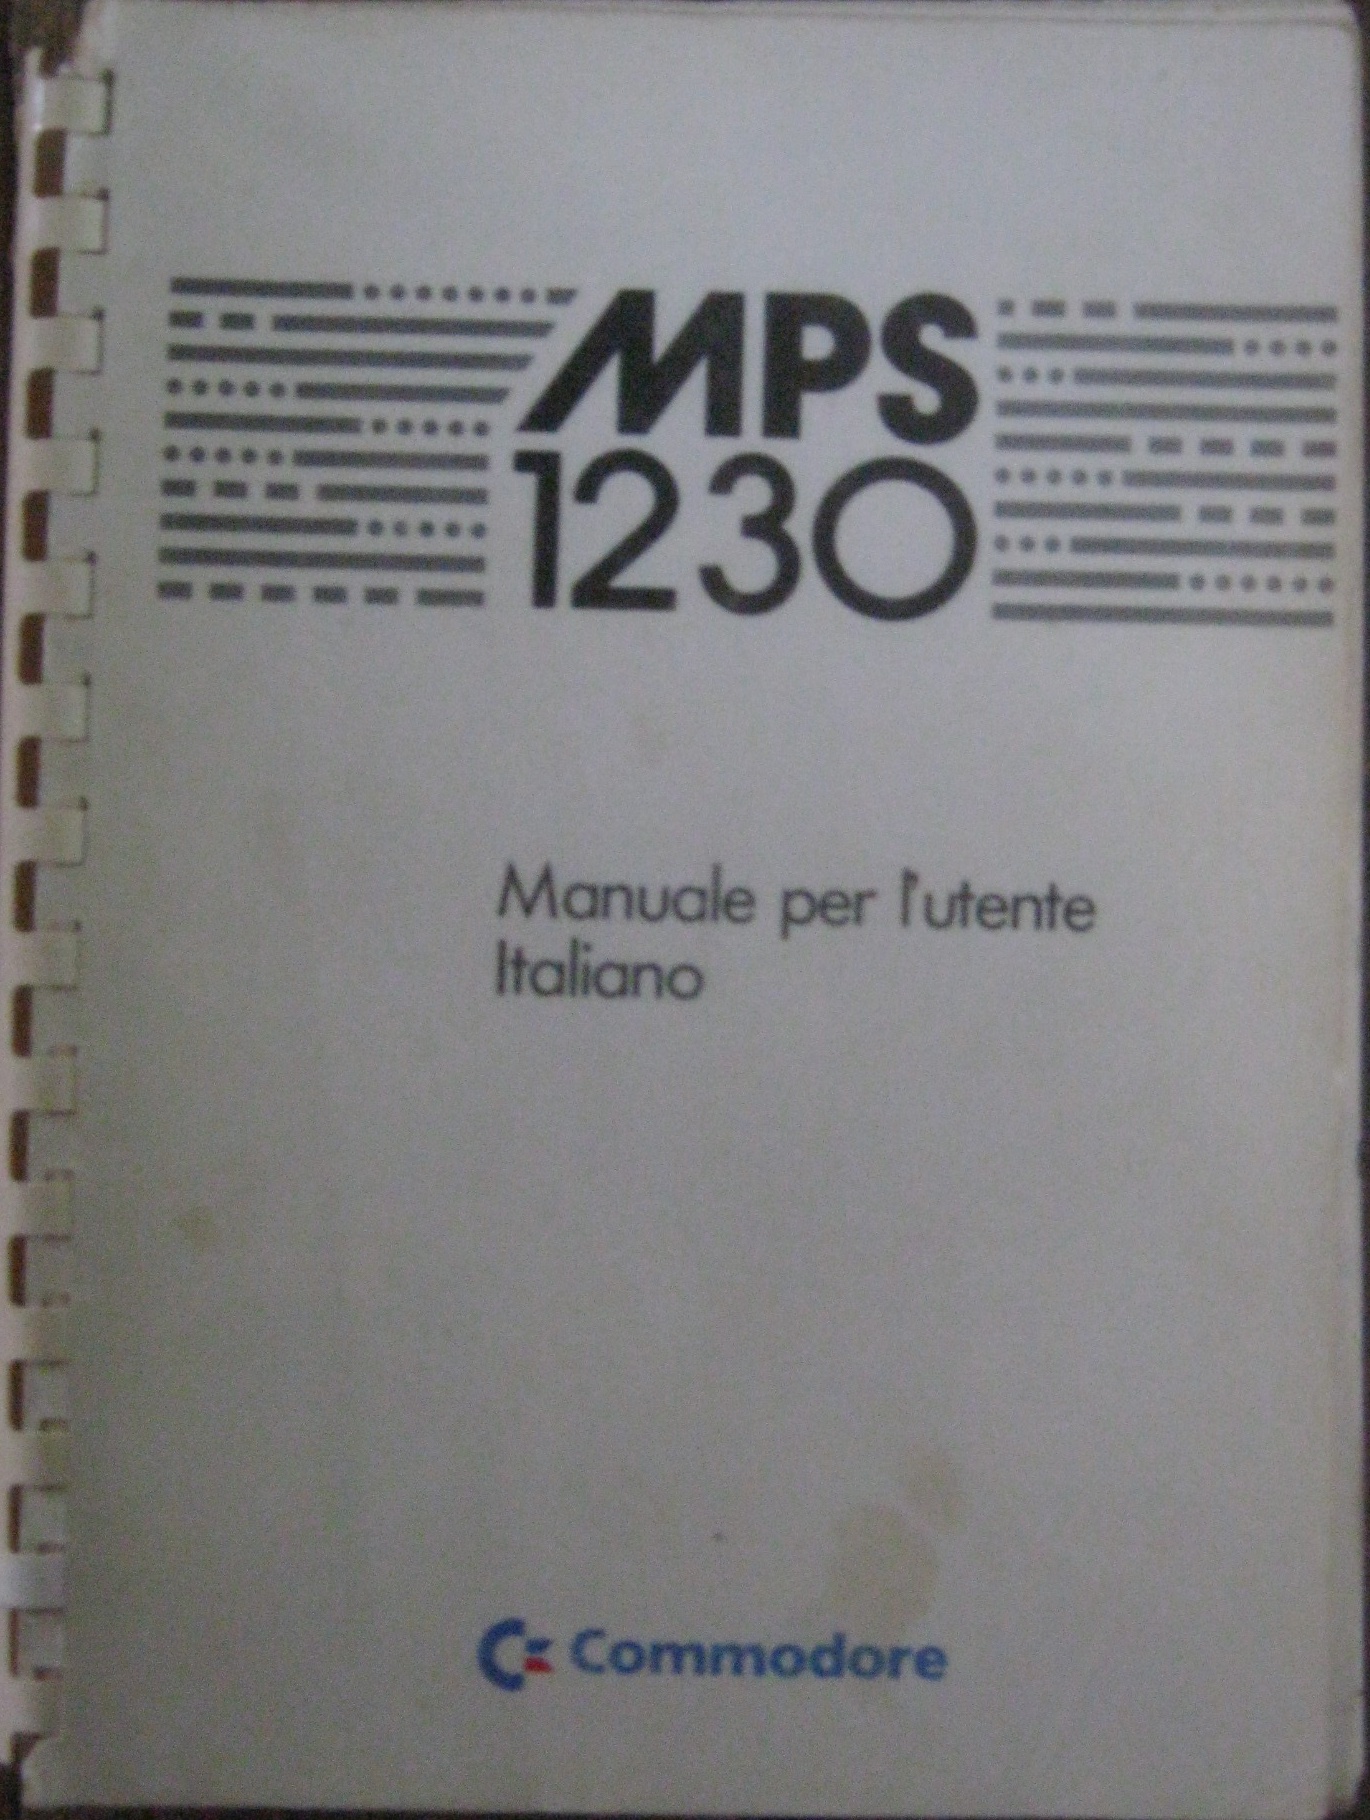 MPS
1230
Manuale per l'utente
Italiano
Commodore